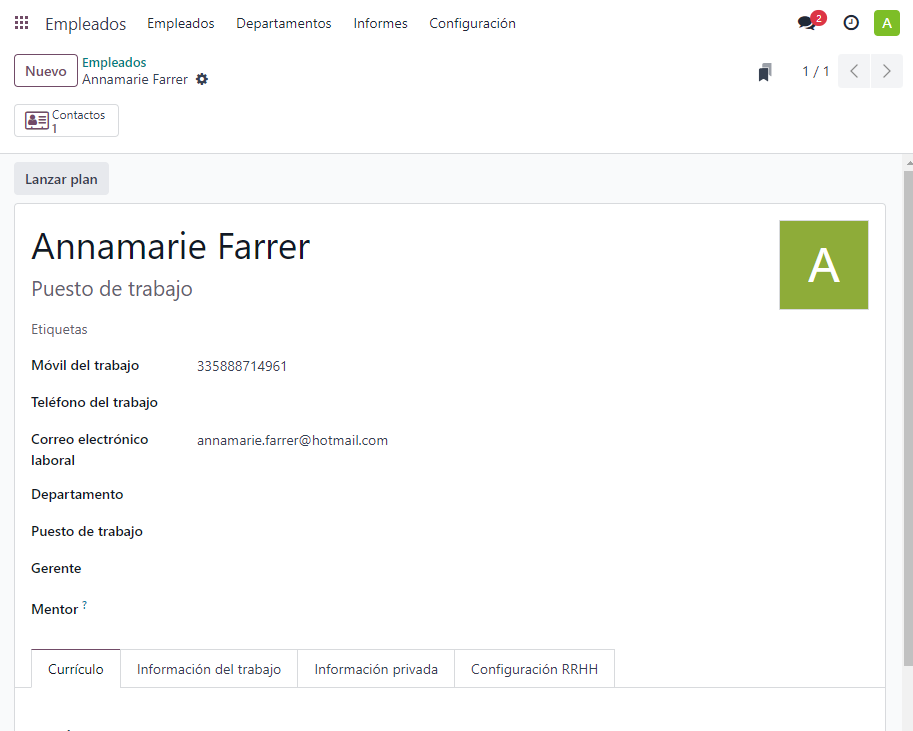 Empleados Empleados Departamentos Informes Configuración 2 A
Nuevo Empleados 1 / 1
Annamarie Farrer
Contactos
1
Lanzar plan
Annamarie Farrer A
Puesto de trabajo
Etiquetas
Móvil del trabajo 335888714961
Teléfono del trabajo
Correo electrónico laboral annamarie.farrer@hotmail.com
Departamento
Puesto de trabajo
Gerente
Mentor ?
Currículo Información del trabajo Información privada Configuración RRHH